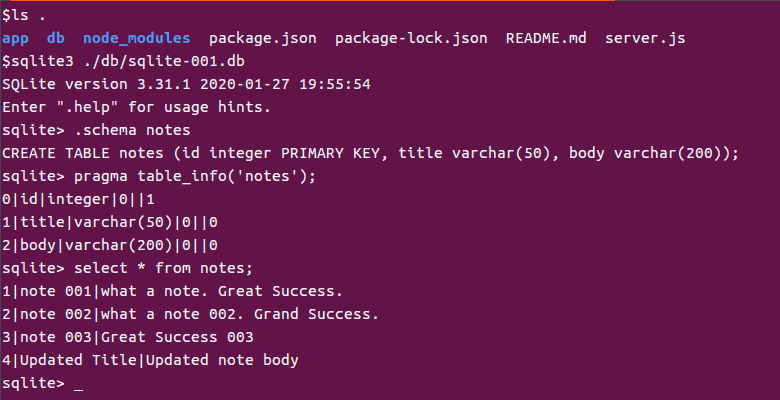 $ls .
app  db  node_modules  package.json  package-lock.json  README.md  server.js
$sqlite3 ./db/sqlite-001.db
SQLite version 3.31.1 2020-01-27 19:55:54
Enter ".help" for usage hints.
sqlite> .schema notes
CREATE TABLE notes (id integer PRIMARY KEY, title varchar(50), body varchar(200));
sqlite> pragma table_info('notes');
0|id|integer|0||1
1|title|varchar(50)|0||0
2|body|varchar(200)|0||0
sqlite> select * from notes;
1|note 001|what a note. Great Success.
2|note 002|what a note 002. Grand Success.
3|note 003|Great Success 003
4|Updated Title|Updated note body
sqlite> _